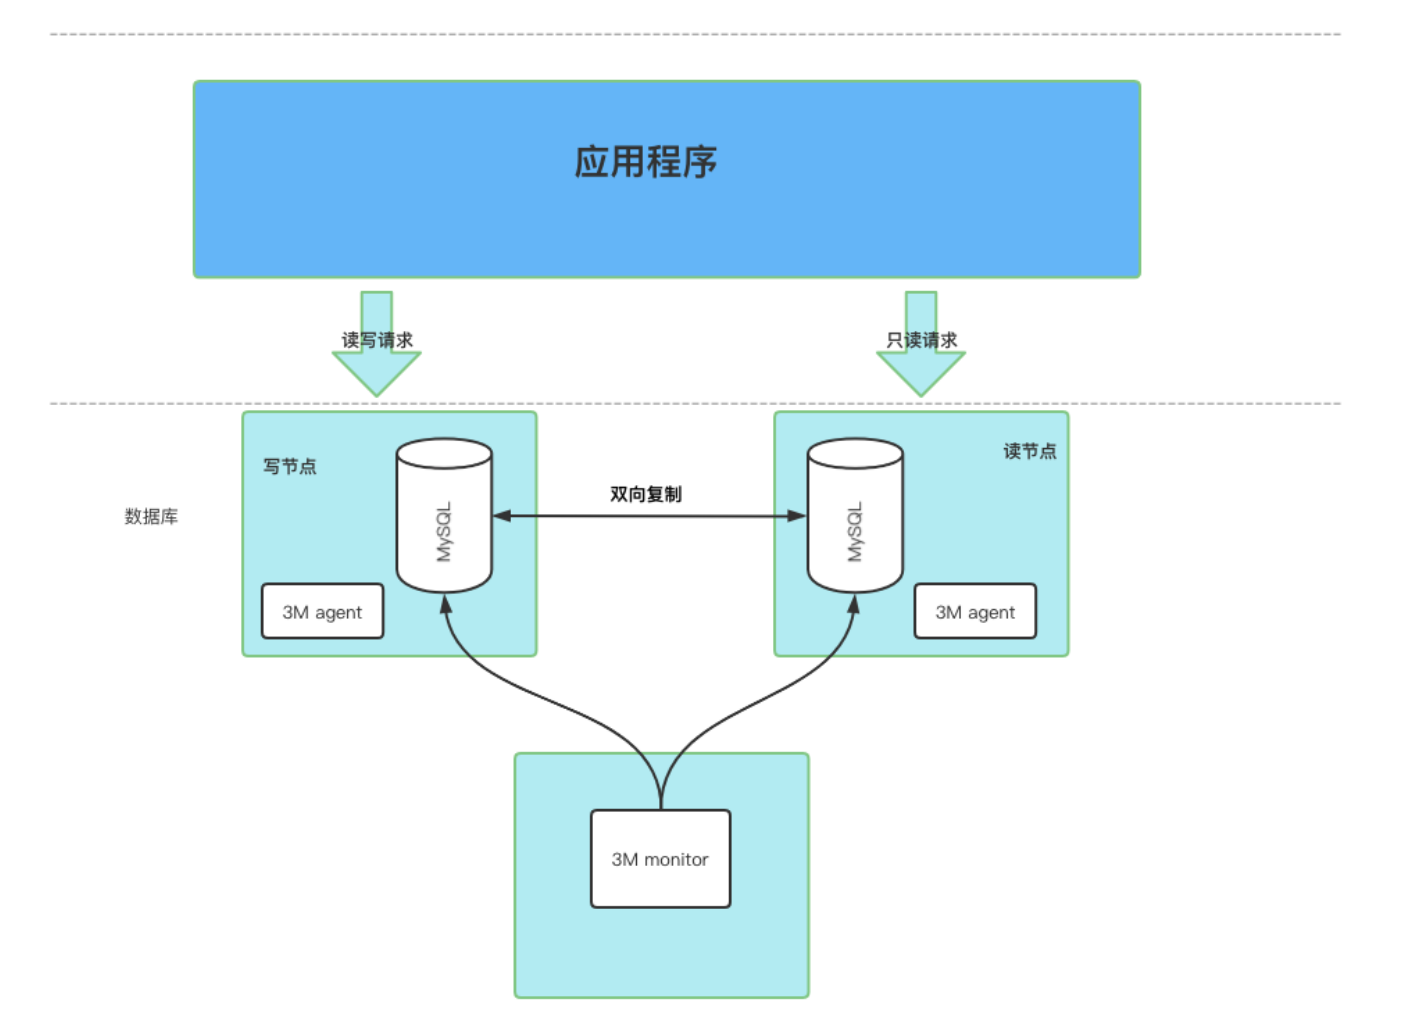 应用程序
读写请求
只读请求
写节点
读节点
双向复制
数据库
MySQL
MySQL
3M agent
3M agent
3M monitor